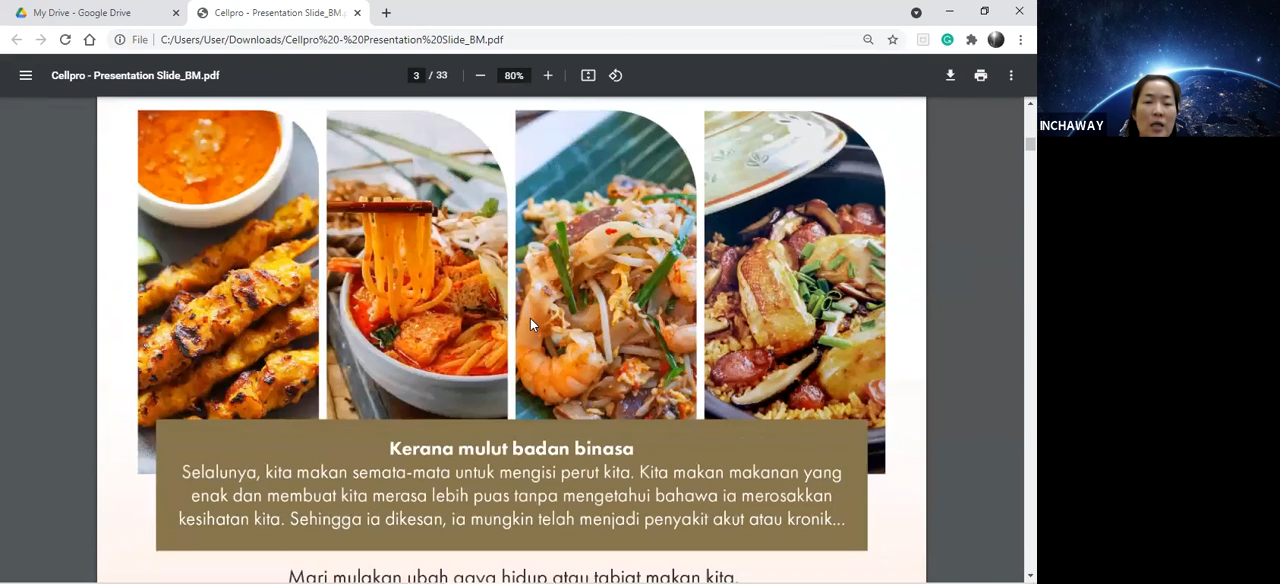 My Drive - Google Drive
Cellpro - Presentation Slide_BM.
File
C:/Users/User/Downloads/Cellpro%20-%20Presentation%20Slide_BM.pdf
Cellpro - Presentation Slide_BM.pdf
3 / 33
80%
INCHAWAY
Kerana mulut badan binasa
Selalunya, kita makan semata-mata untuk mengisi perut kita. Kita makan makanan yang
enak dan membuat kita merasa lebih puas tanpa mengetahui bahawa ia merosakkan
kesihatan kita. Sehingga ia dikesan, ia mungkin telah menjadi penyakit akut atau kronik...
Mari mulakan ubah gaya hidup atau tabiat makan kita.